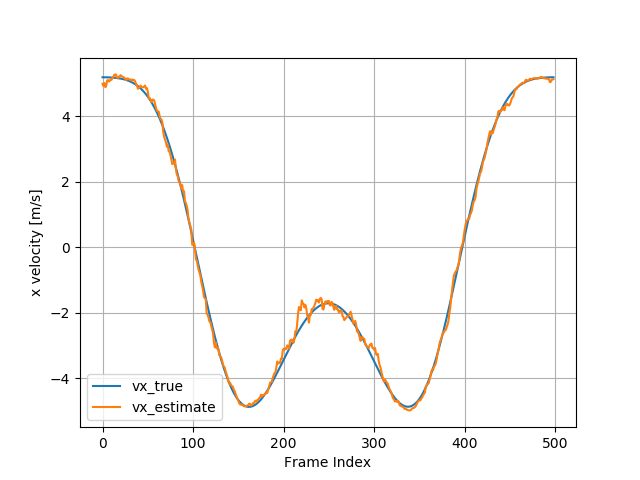 4
2
0
−2
−4
x velocity [m/s]
vx_true
vx_estimate
0 100 200 300 400 500
Frame Index